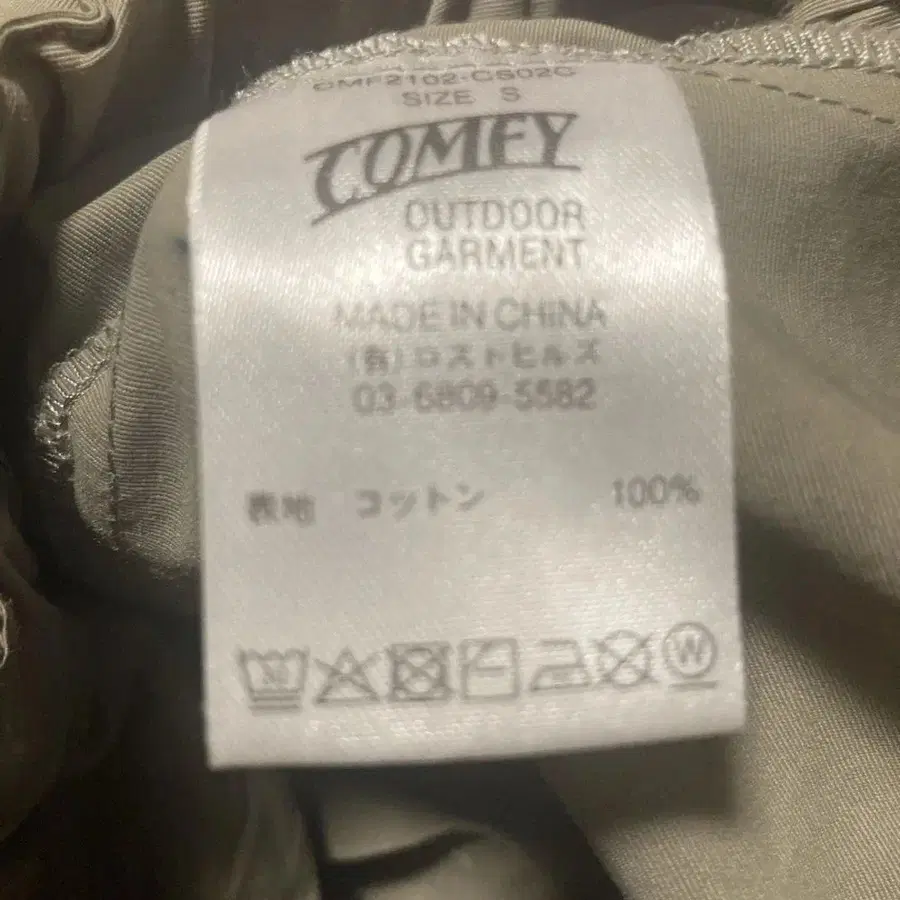 CMF2102-CS02C
SIZE S
COMFY
OUTDOOR
GARMENT
MADE IN CHINA
(有)ロストヒルズ
03-6809-5582
表地 コットン 100%
W